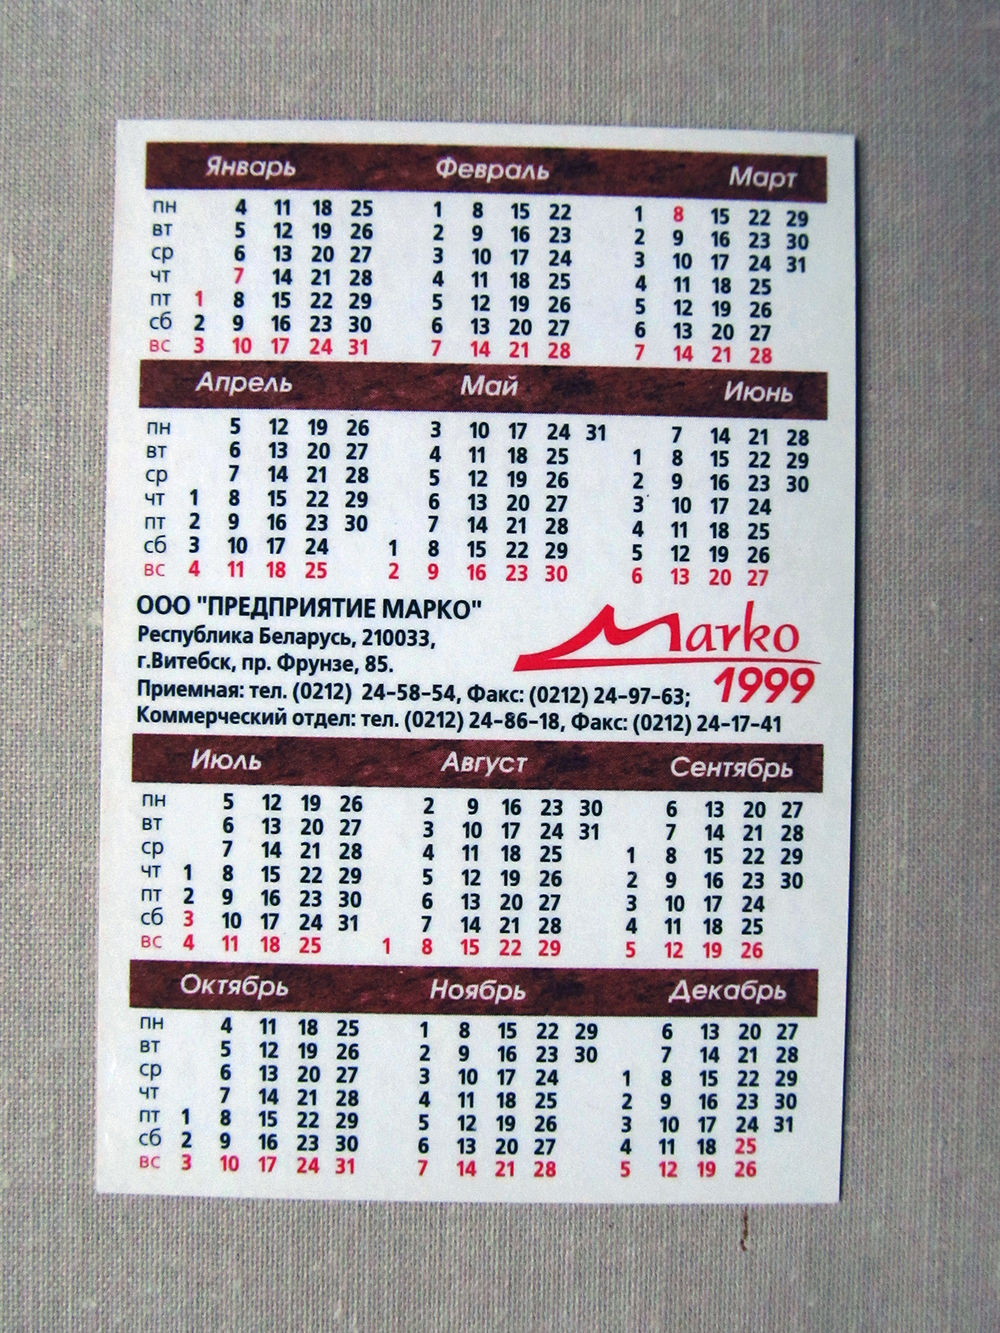 Январь Февраль Март
пн 4 11 18 25 1 8 15 22 1 8 15 22 29
вт 5 12 19 26 2 9 16 23 2 9 16 23 30
ср 6 13 20 27 3 10 17 24 3 10 17 24 31
чт 7 14 21 28 4 11 18 25 4 11 18 25
пт 1 8 15 22 29 5 12 19 26 5 12 19 26
сб 2 9 16 23 30 6 13 20 27 6 13 20 27
вс 3 10 17 24 31 7 14 21 28 7 14 21 28
Апрель Май Июнь
пн 5 12 19 26 3 10 17 24 31 7 14 21 28
вт 6 13 20 27 4 11 18 25 1 8 15 22 29
ср 7 14 21 28 5 12 19 26 2 9 16 23 30
чт 1 8 15 22 29 6 13 20 27 3 10 17 24
пт 2 9 16 23 30 7 14 21 28 4 11 18 25
сб 3 10 17 24 1 8 15 22 29 5 12 19 26
вс 4 11 18 25 2 9 16 23 30 6 13 20 27
ООО "ПРЕДПРИЯТИЕ МАРКО"
Республика Беларусь, 210033,
г.Витебск, пр. Фрунзе, 85.
Marko
1999
Приемная: тел. (0212) 24-58-54, Факс: (0212) 24-97-63;
Коммерческий отдел: тел. (0212) 24-86-18, Факс: (0212) 24-17-41
Июль Август Сентябрь
пн 5 12 19 26 2 9 16 23 30 6 13 20 27
вт 6 13 20 27 3 10 17 24 31 7 14 21 28
ср 7 14 21 28 4 11 18 25 1 8 15 22 29
чт 1 8 15 22 29 5 12 19 26 2 9 16 23 30
пт 2 9 16 23 30 6 13 20 27 3 10 17 24
сб 3 10 17 24 31 7 14 21 28 4 11 18 25
вс 4 11 18 25 1 8 15 22 29 5 12 19 26
Октябрь Ноябрь Декабрь
пн 4 11 18 25 1 8 15 22 29 6 13 20 27
вт 5 12 19 26 2 9 16 23 30 7 14 21 28
ср 6 13 20 27 3 10 17 24 1 8 15 22 29
чт 7 14 21 28 4 11 18 25 2 9 16 23 30
пт 1 8 15 22 29 5 12 19 26 3 10 17 24 31
сб 2 9 16 23 30 6 13 20 27 4 11 18 25
вс 3 10 17 24 31 7 14 21 28 5 12 19 26